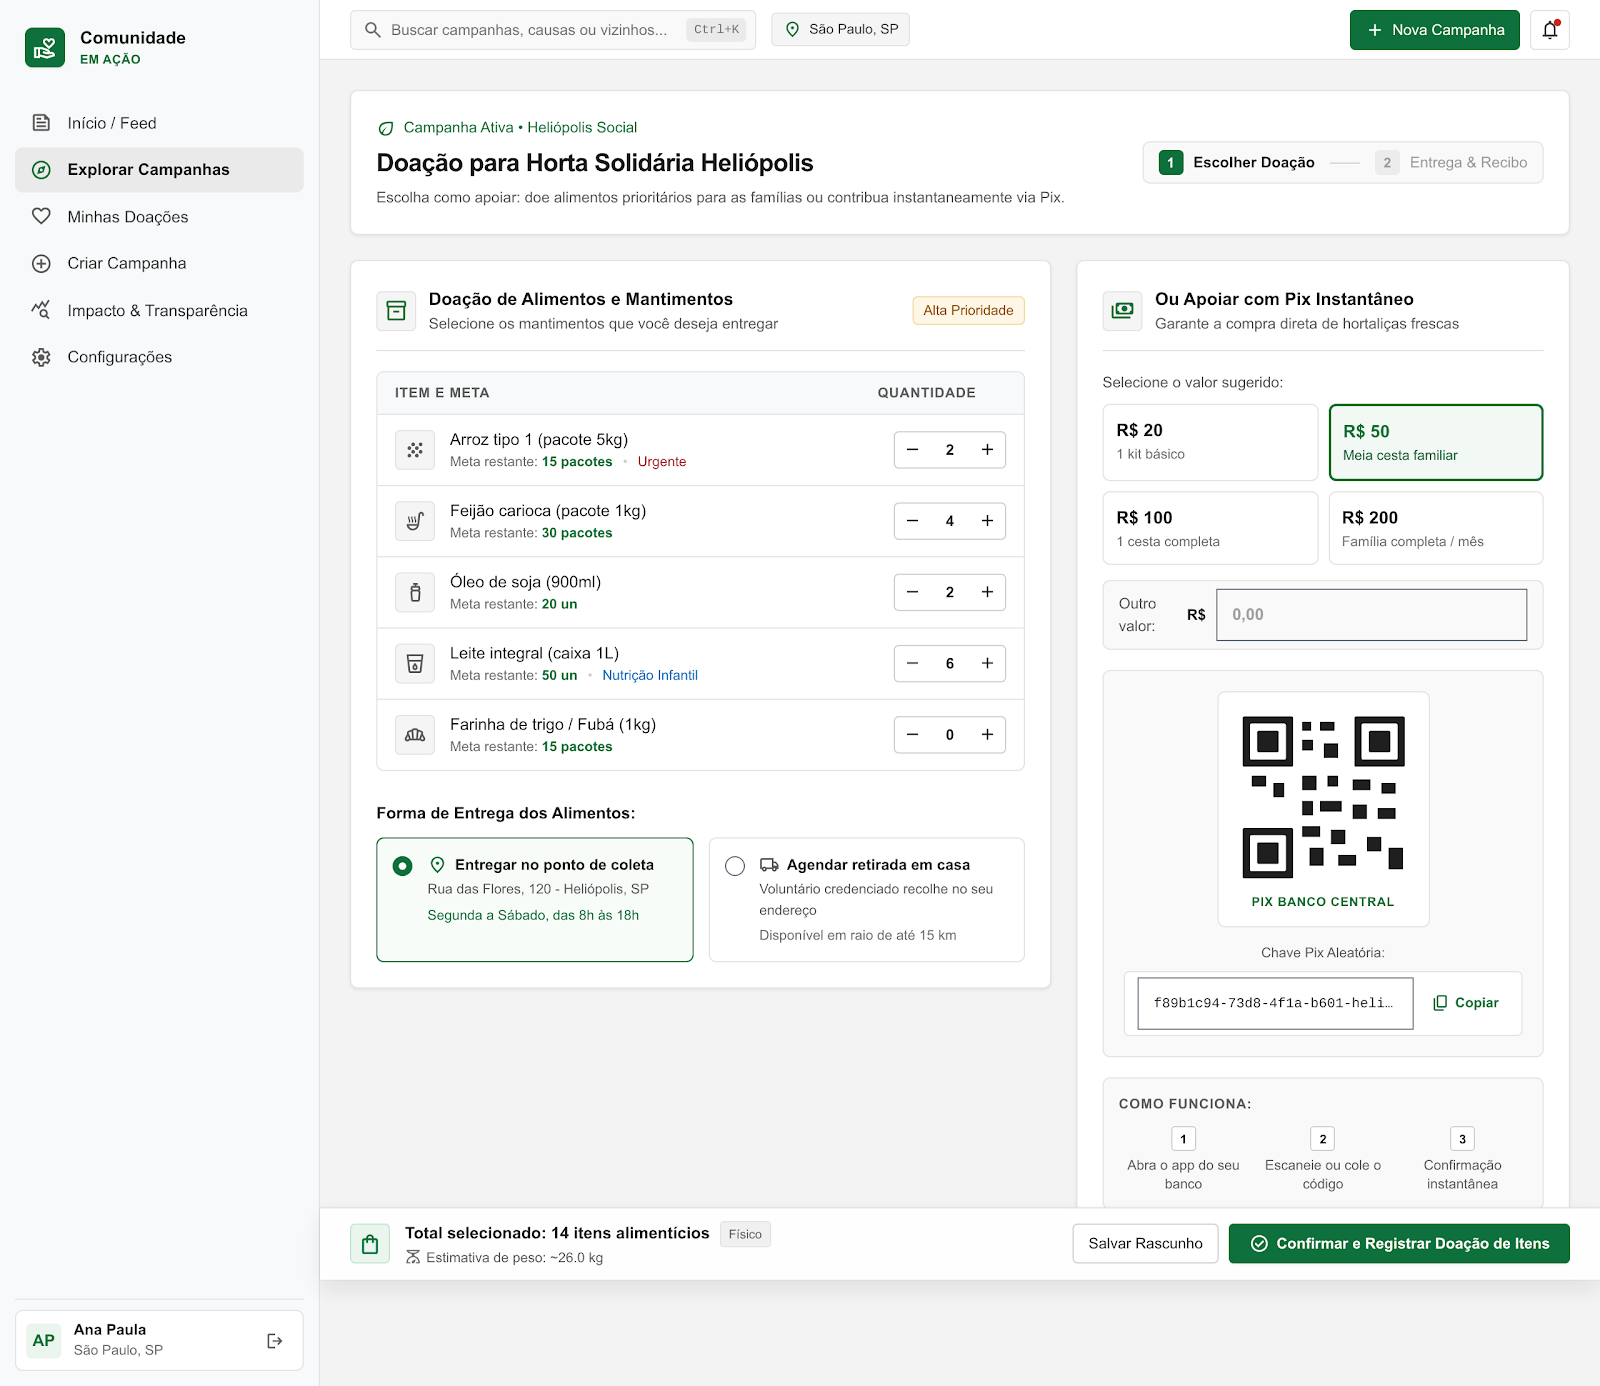 Comunidade
EM AÇÃO
Início / Feed
Explorar Campanhas
Minhas Doações
Criar Campanha
Impacto & Transparência
Configurações
AP
Ana Paula
São Paulo, SP
Buscar campanhas, causas ou vizinhos...
Ctrl+K
São Paulo, SP
Nova Campanha
Campanha Ativa • Heliópolis Social
Doação para Horta Solidária Heliópolis
Escolha como apoiar: doe alimentos prioritários para as famílias ou contribua instantaneamente via Pix.
1 Escolher Doação
2 Entrega & Recibo
Doação de Alimentos e Mantimentos
Selecione os mantimentos que você deseja entregar
Alta Prioridade
ITEM E META QUANTIDADE
Arroz tipo 1 (pacote 5kg)
Meta restante: 15 pacotes • Urgente
− 2 +
Feijão carioca (pacote 1kg)
Meta restante: 30 pacotes
− 4 +
Óleo de soja (900ml)
Meta restante: 20 un
− 2 +
Leite integral (caixa 1L)
Meta restante: 50 un • Nutrição Infantil
− 6 +
Farinha de trigo / Fubá (1kg)
Meta restante: 15 pacotes
− 0 +
Forma de Entrega dos Alimentos:
Entregar no ponto de coleta
Rua das Flores, 120 - Heliópolis, SP
Segunda a Sábado, das 8h às 18h
Agendar retirada em casa
Voluntário credenciado recolhe no seu
endereço
Disponível em raio de até 15 km
Ou Apoiar com Pix Instantâneo
Garante a compra direta de hortaliças frescas
Selecione o valor sugerido:
R$ 20
1 kit básico
R$ 50
Meia cesta familiar
R$ 100
1 cesta completa
R$ 200
Família completa / mês
Outro
valor:
R$ 0,00
PIX BANCO CENTRAL
Chave Pix Aleatória:
f89b1c94-73d8-4f1a-b601-heli…
Copiar
COMO FUNCIONA:
1
Abra o app do seu
banco
2
Escaneie ou cole o
código
3
Confirmação
instantânea
Total selecionado: 14 itens alimentícios
Físico
Estimativa de peso: ~26.0 kg
Salvar Rascunho
Confirmar e Registrar Doação de Itens